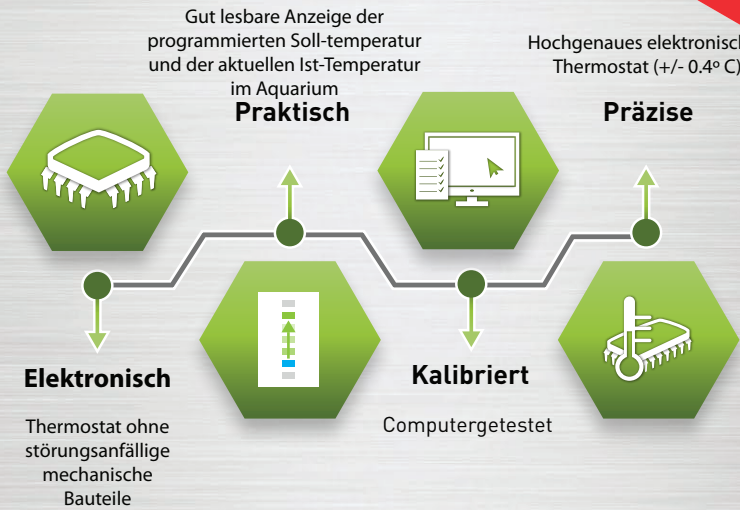 Gut lesbare Anzeige der
programmierten Soll-temperatur
und der aktuellen Ist-Temperatur
im Aquarium
Praktisch
Hochgenaues elektronisch
Thermostat (+/- 0.4º C)
Präzise
Elektronisch
Thermostat ohne
störungsanfällige
mechanische
Bauteile
Kalibriert
Computergetestet